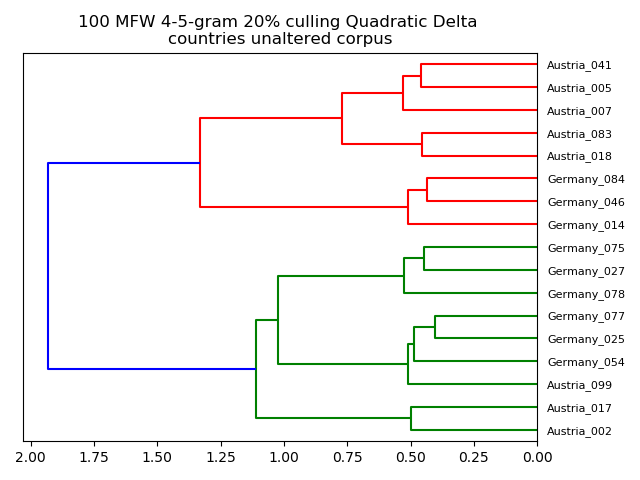 100 MFW 4-5-gram 20% culling Quadratic Delta
countries unaltered corpus
Austria_041
Austria_005
Austria_007
Austria_083
Austria_018
Germany_084
Germany_046
Germany_014
Germany_075
Germany_027
Germany_078
Germany_077
Germany_025
Germany_054
Austria_099
Austria_017
Austria_002
2.00 1.75 1.50 1.25 1.00 0.75 0.50 0.25 0.00